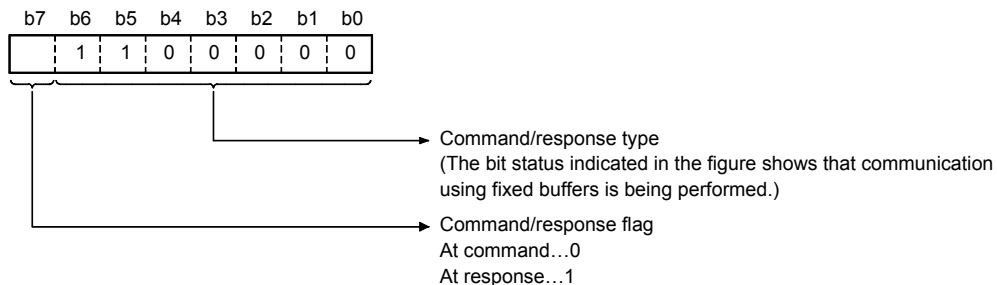 b7 b6 b5 b4 b3 b2 b1 b0
1 1 0 0 0 0 0
Command/response type
(The bit status indicated in the figure shows that communication
using fixed buffers is being performed.)
Command/response flag
At command…0
At response…1